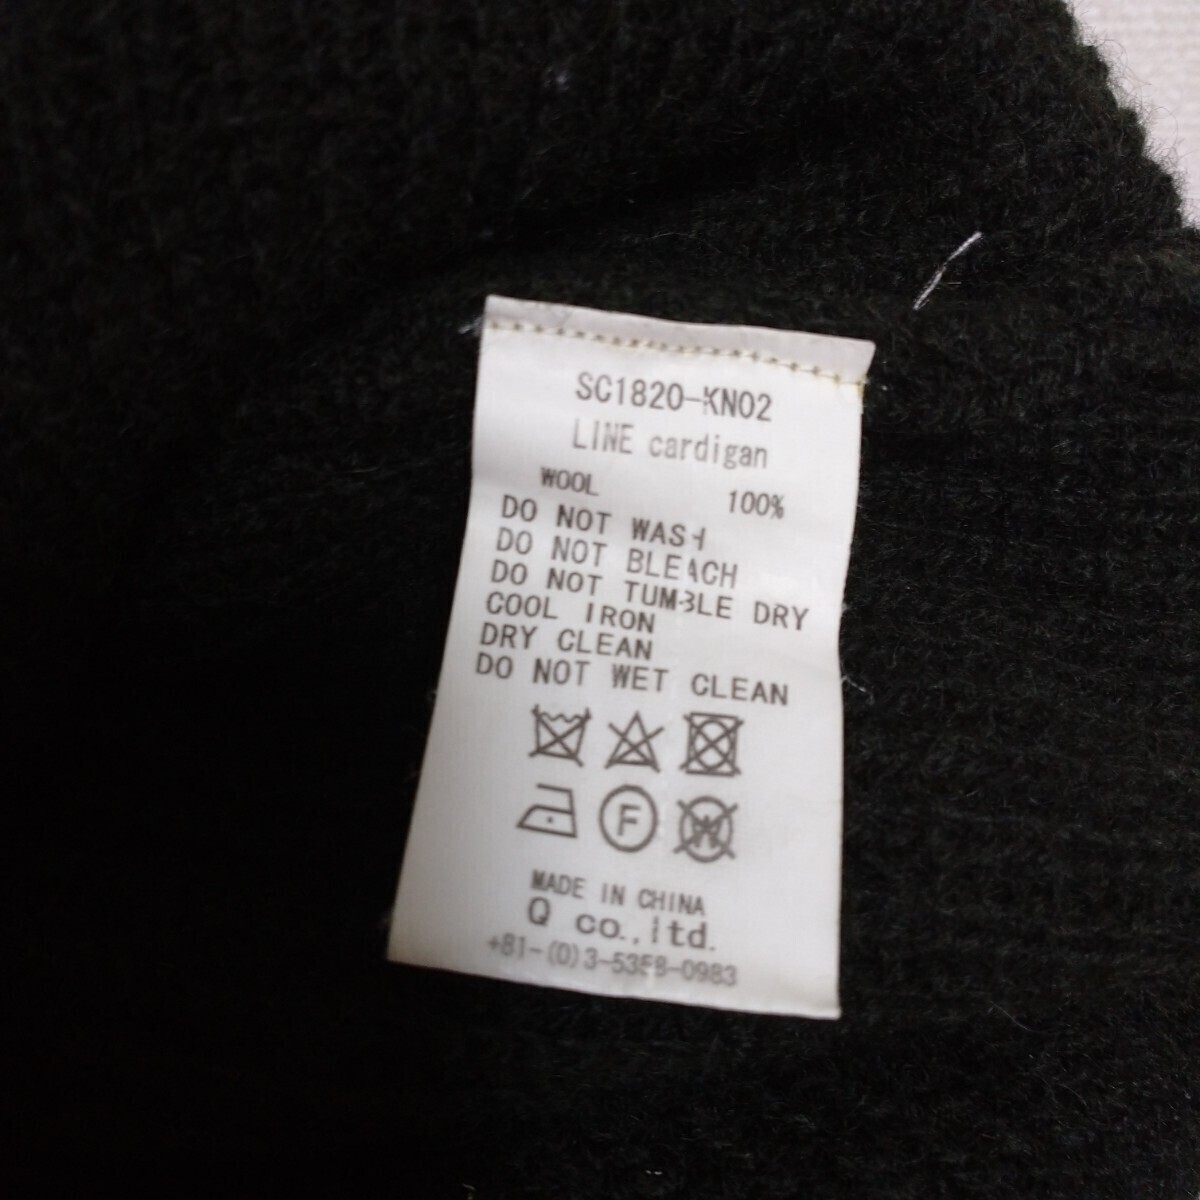 SC1820-KN02
LINE cardigan
WOOL 100%
DO NOT WASH
DO NOT BLEACH
DO NOT TUMBLE DRY
COOL IRON
DRY CLEAN
DO NOT WET CLEAN
F W
MADE IN CHINA
Q co.,ltd.
+81-(0)3-5358-0983